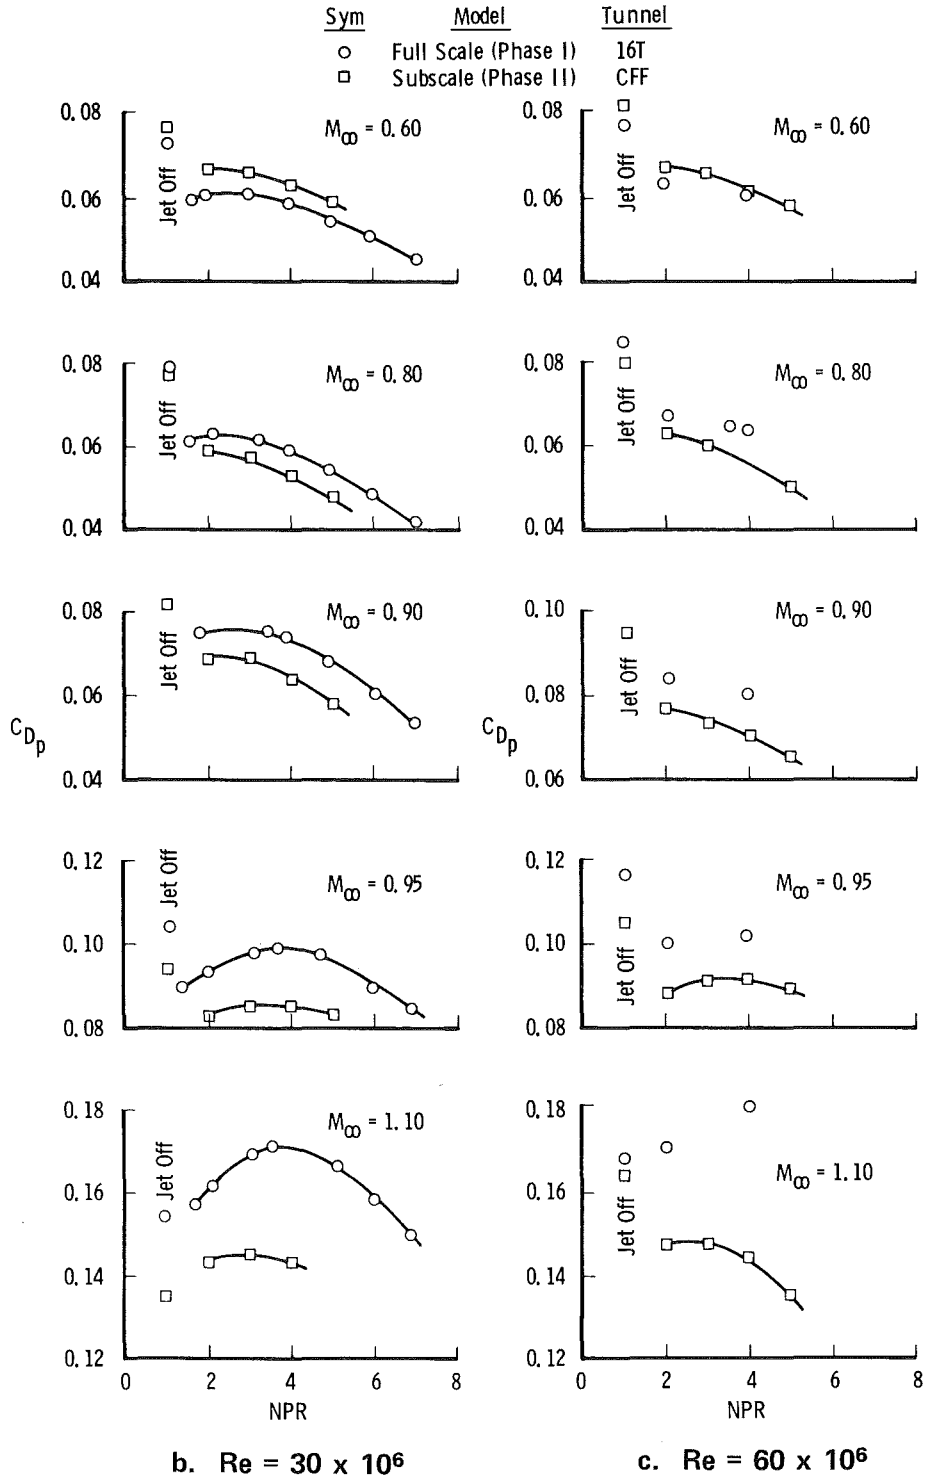 Sym Model Tunnel
○ Full Scale (Phase I) 16T
□ Subscale (Phase II) CFF
0.08
0.06
0.04
Jet Off
M∞ = 0.60
0.08
0.06
0.04
Jet Off
M∞ = 0.60
0.08
0.06
0.04
Jet Off
M∞ = 0.80
0.08
0.06
0.04
Jet Off
M∞ = 0.80
0.08
0.06
0.04
Jet Off
M∞ = 0.90
C_Dp
0.10
0.08
0.06
Jet Off
M∞ = 0.90
C_Dp
0.12
0.10
0.08
Jet Off
M∞ = 0.95
0.12
0.10
0.08
Jet Off
M∞ = 0.95
0.18
0.16
0.14
0.12
Jet Off
M∞ = 1.10
0 2 4 6 8
NPR
0.18
0.16
0.14
0.12
Jet Off
M∞ = 1.10
0 2 4 6 8
NPR
b. Re = 30 x 10⁶
c. Re = 60 x 10⁶